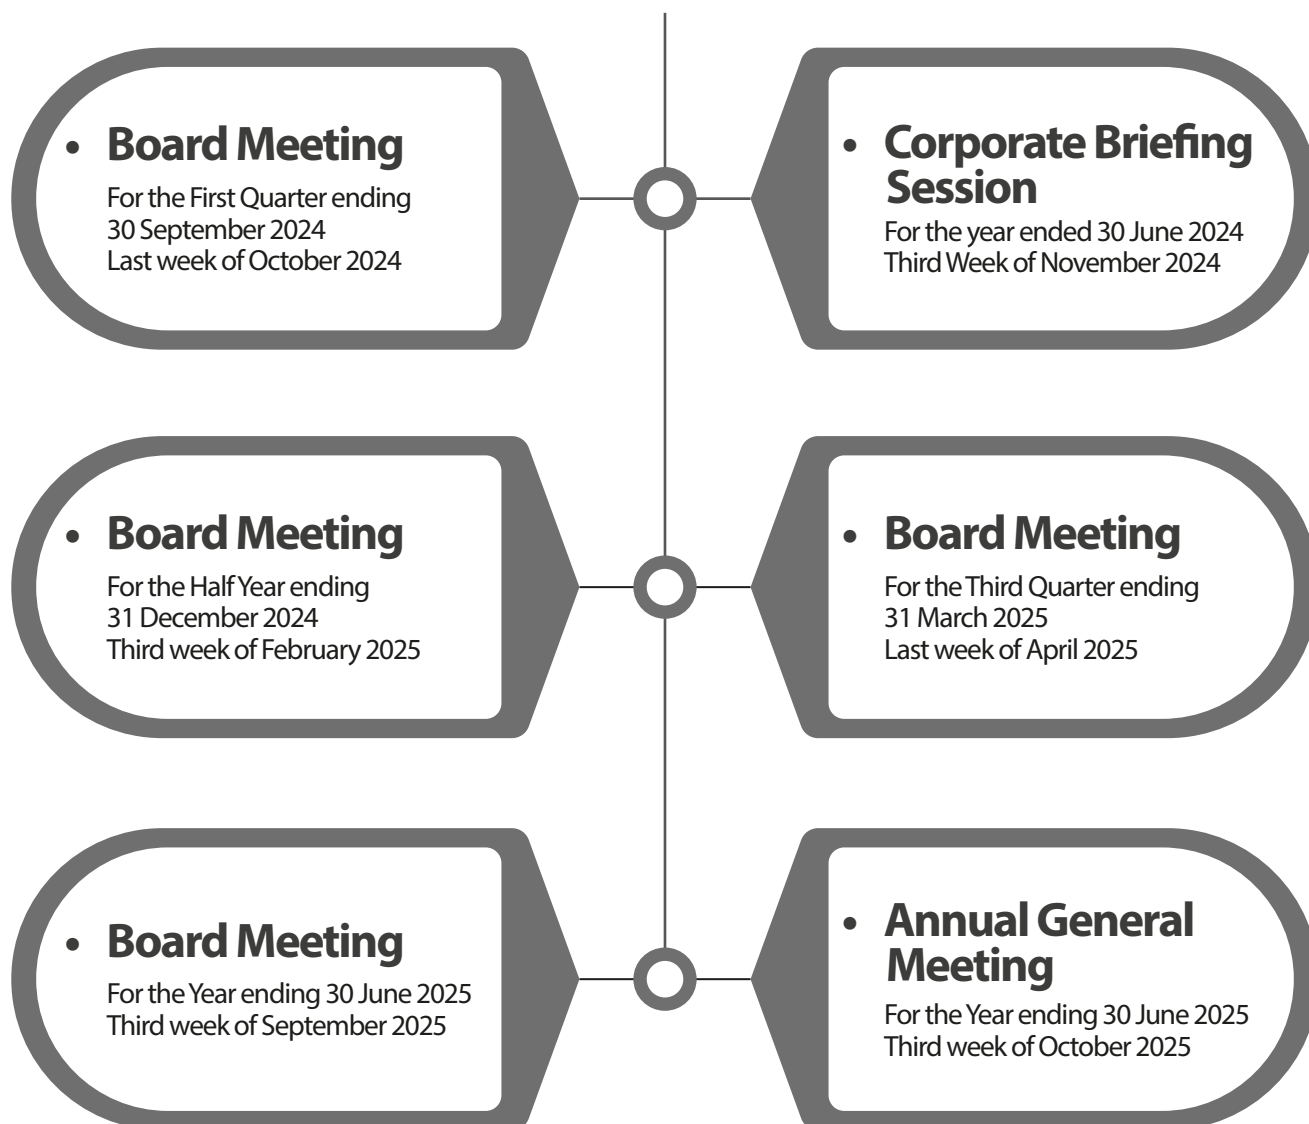 • Board Meeting
For the First Quarter ending
30 September 2024
Last week of October 2024
• Corporate Briefing
Session
For the year ended 30 June 2024
Third Week of November 2024
• Board Meeting
For the Half Year ending
31 December 2024
Third week of February 2025
• Board Meeting
For the Third Quarter ending
31 March 2025
Last week of April 2025
• Board Meeting
For the Year ending 30 June 2025
Third week of September 2025
• Annual General
Meeting
For the Year ending 30 June 2025
Third week of October 2025